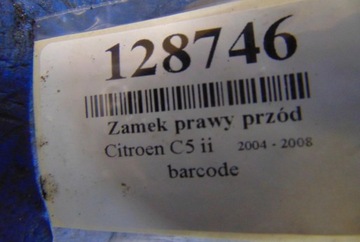 128746
Zamek prawy przód
Citroen C5 ii 2004 - 2008
barcode